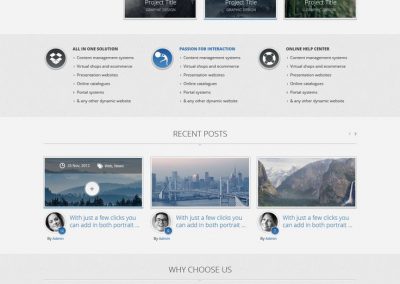 Project Title
GRAPHIC DESIGN
Project Title
GRAPHIC DESIGN
Project Title
GRAPHIC DESIGN
ALL IN ONE SOLUTION
Content management systems
Virtual shops and ecommerce
Presentation websites
Online catalogues
Portal systems
& any other dynamic website
PASSION FOR INTERACTION
Content management systems
Virtual shops and ecommerce
Presentation websites
Online catalogues
Portal systems
& any other dynamic website
ONLINE HELP CENTER
Content management systems
Virtual shops and ecommerce
Presentation websites
Online catalogues
Portal systems
& any other dynamic website
RECENT POSTS
15 Nov, 2012 Web, News
With just a few clicks you
can add in both portrait ...
By Admin
With just a few clicks you
can add in both portrait ...
By Admin
With just a few clicks you
can add in both portrait ...
By Admin
WHY CHOOSE US